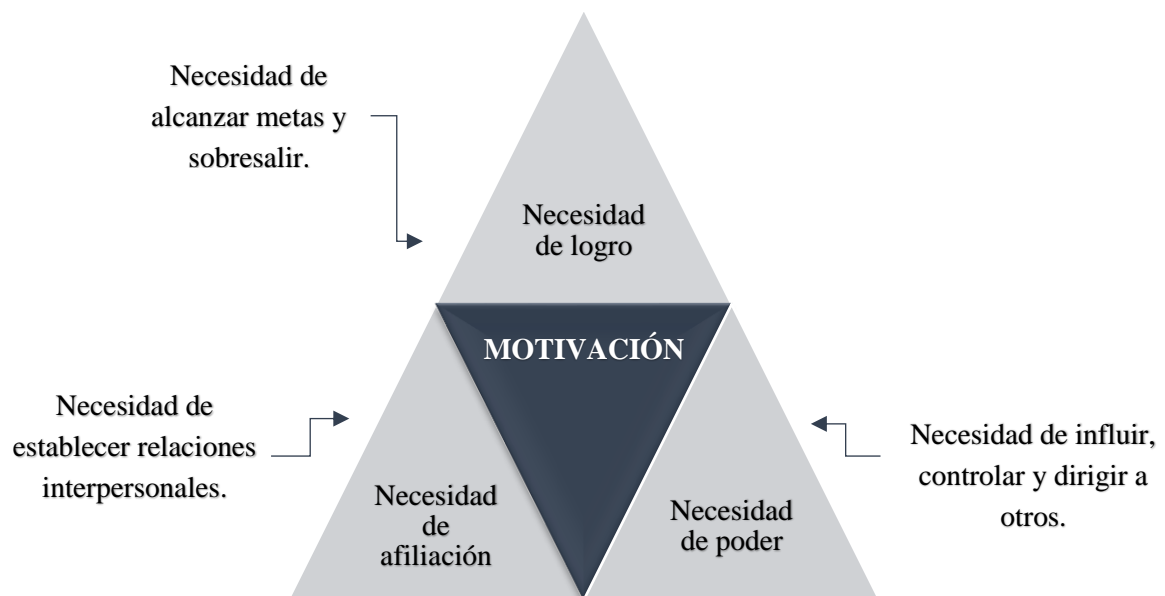 Necesidad de
alcanzar metas y
sobresalir.
Necesidad
de logro
MOTIVACIÓN
Necesidad de
establecer relaciones
interpersonales.
Necesidad
de
afiliación
Necesidad
de poder
Necesidad de influir,
controlar y dirigir a
otros.